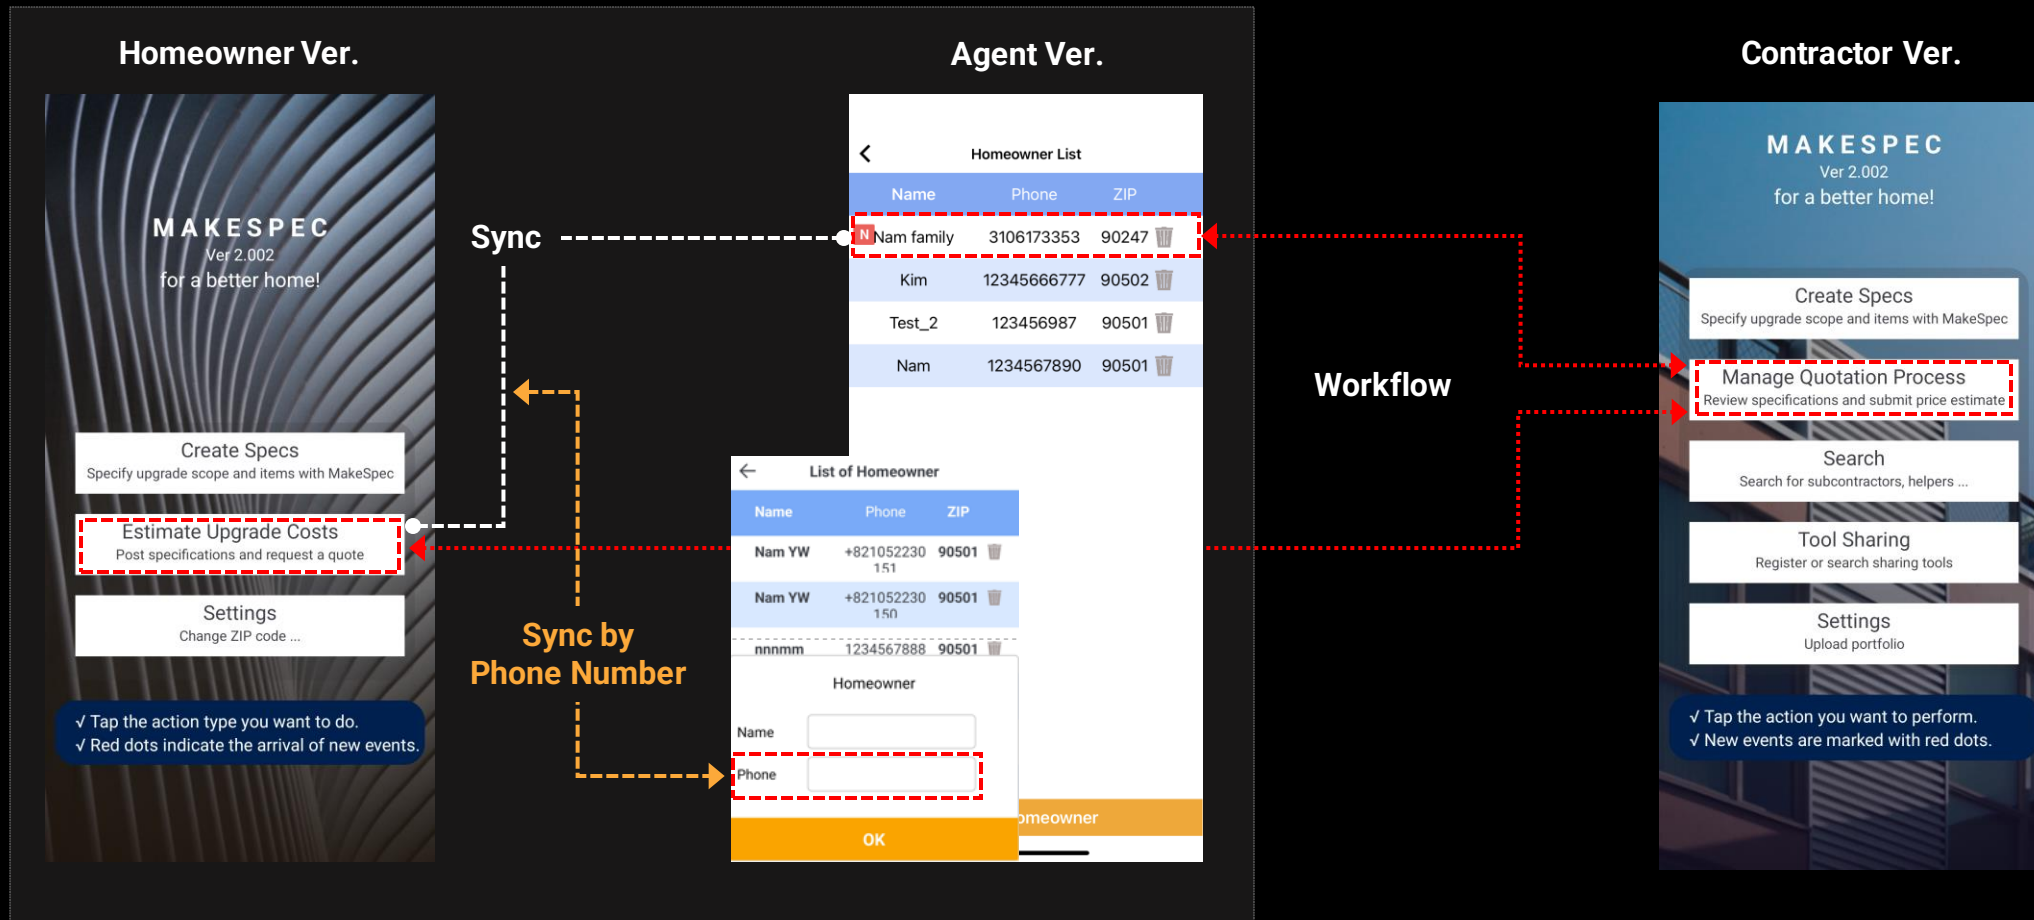 Homeowner Ver.
Agent Ver.
Contractor Ver.
MAKESPEC
Ver 2.002
for a better home!
Create Specs
Specify upgrade scope and items with MakeSpec
Estimate Upgrade Costs
Post specifications and request a quote
Settings
Change ZIP code ...
√ Tap the action type you want to do.
√ Red dots indicate the arrival of new events.
Sync
Sync by
Phone Number
Homeowner List
Name Phone ZIP
N Nam family 3106173353 90247
Kim 12345666777 90502
Test_2 123456987 90501
Nam 1234567890 90501
List of Homeowner
Name Phone ZIP
Nam YW +821052230 90501
151
Nam YW +821052230 90501
150
nnnmm 1234567888 90501
Homeowner
Name
Phone
OK
omeowner
Workflow
MAKESPEC
Ver 2.002
for a better home!
Create Specs
Specify upgrade scope and items with MakeSpec
Manage Quotation Process
Review specifications and submit price estimate
Search
Search for subcontractors, helpers ...
Tool Sharing
Register or search sharing tools
Settings
Upload portfolio
√ Tap the action you want to perform.
√ New events are marked with red dots.